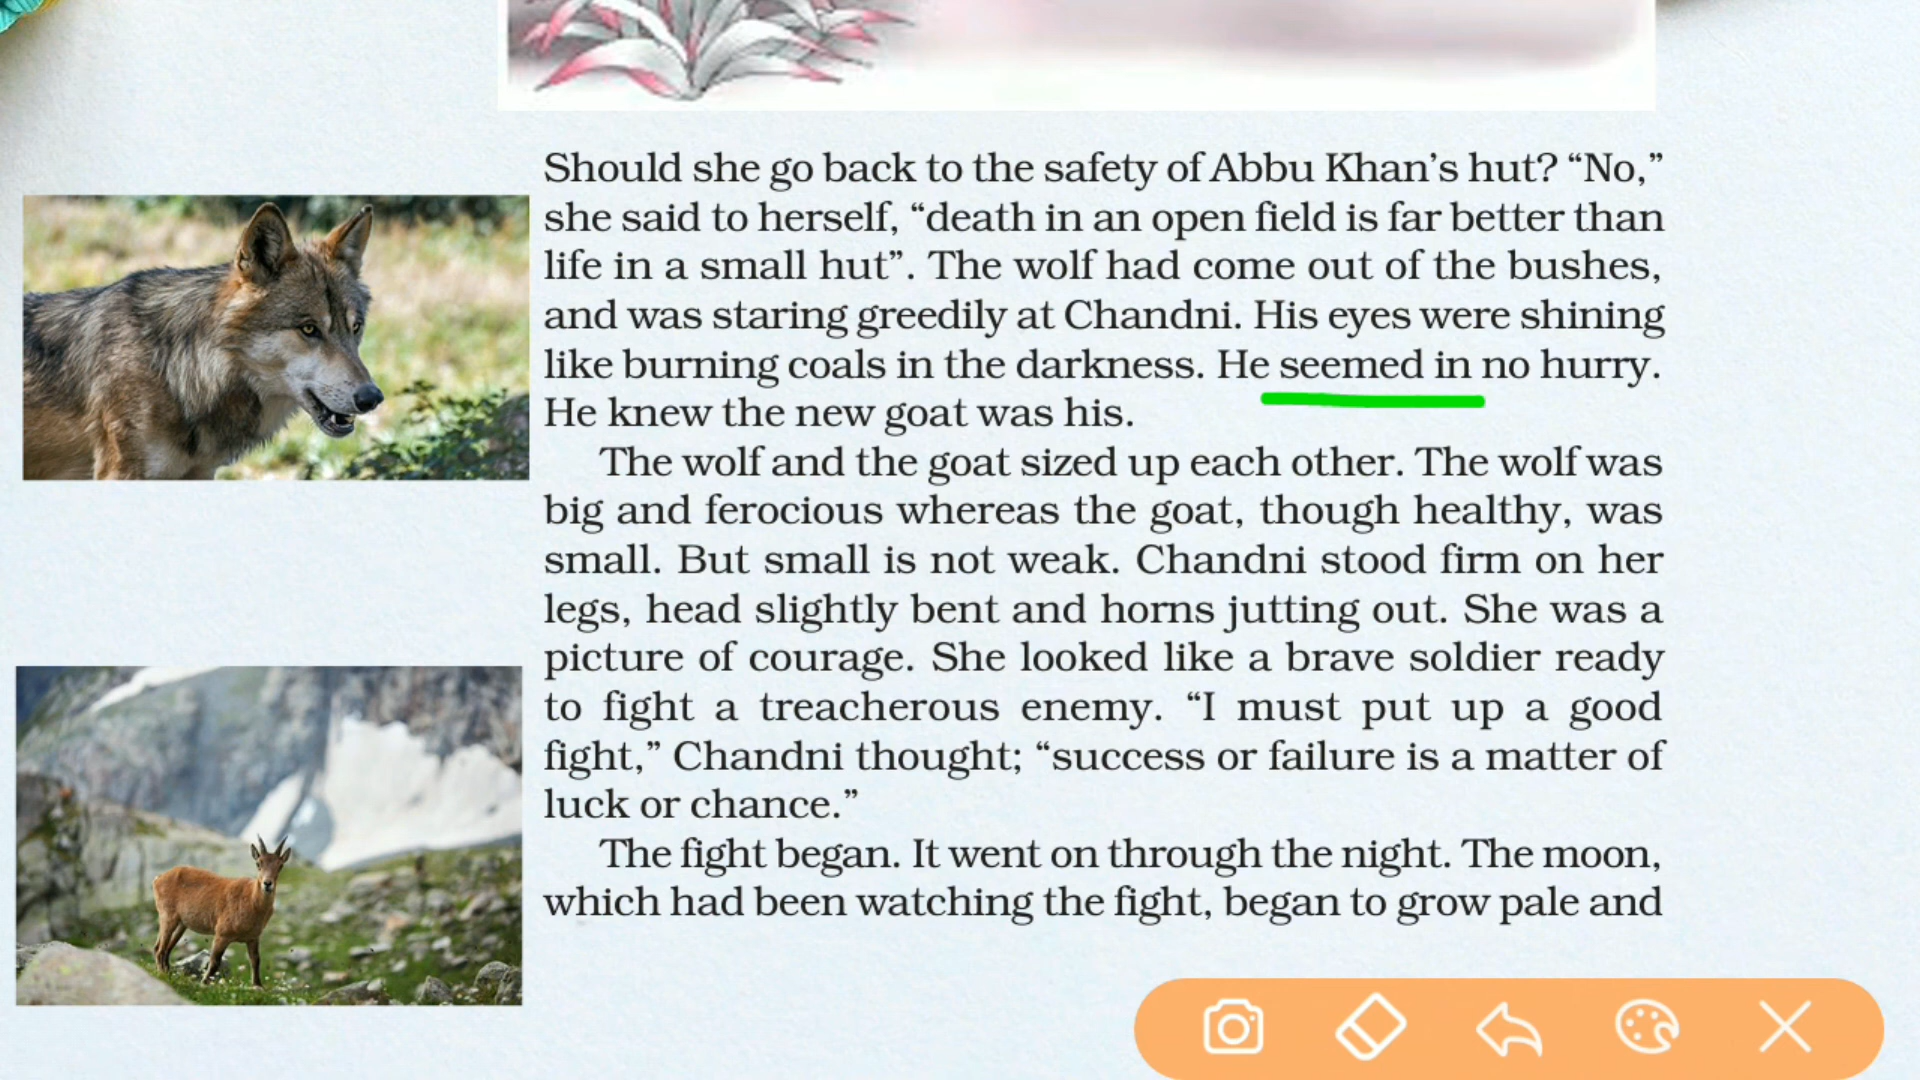 Should she go back to the safety of Abbu Khan’s hut? “No,”
she said to herself, “death in an open field is far better than
life in a small hut”. The wolf had come out of the bushes,
and was staring greedily at Chandni. His eyes were shining
like burning coals in the darkness. He seemed in no hurry.
He knew the new goat was his.
The wolf and the goat sized up each other. The wolf was
big and ferocious whereas the goat, though healthy, was
small. But small is not weak. Chandni stood firm on her
legs, head slightly bent and horns jutting out. She was a
picture of courage. She looked like a brave soldier ready
to fight a treacherous enemy. “I must put up a good
fight,” Chandni thought; “success or failure is a matter of
luck or chance.”
The fight began. It went on through the night. The moon,
which had been watching the fight, began to grow pale and